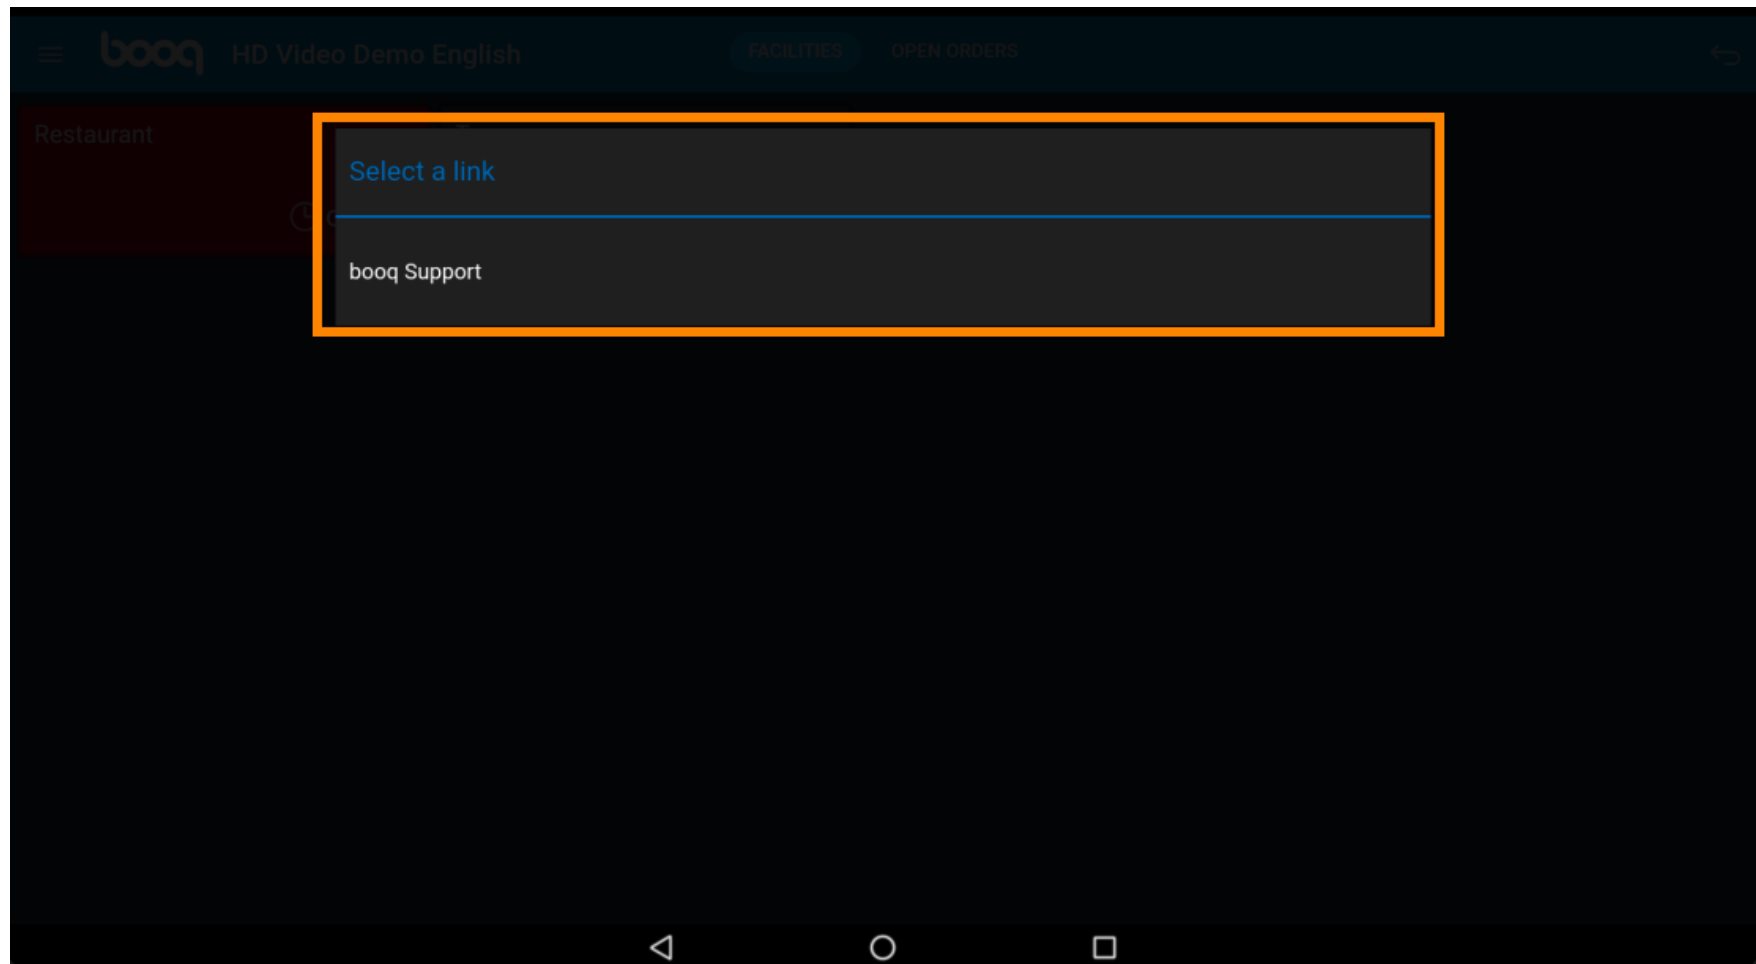 booq HD Video Demo English FACILITIES OPEN ORDERS
Restaurant
Select a link
booq Support